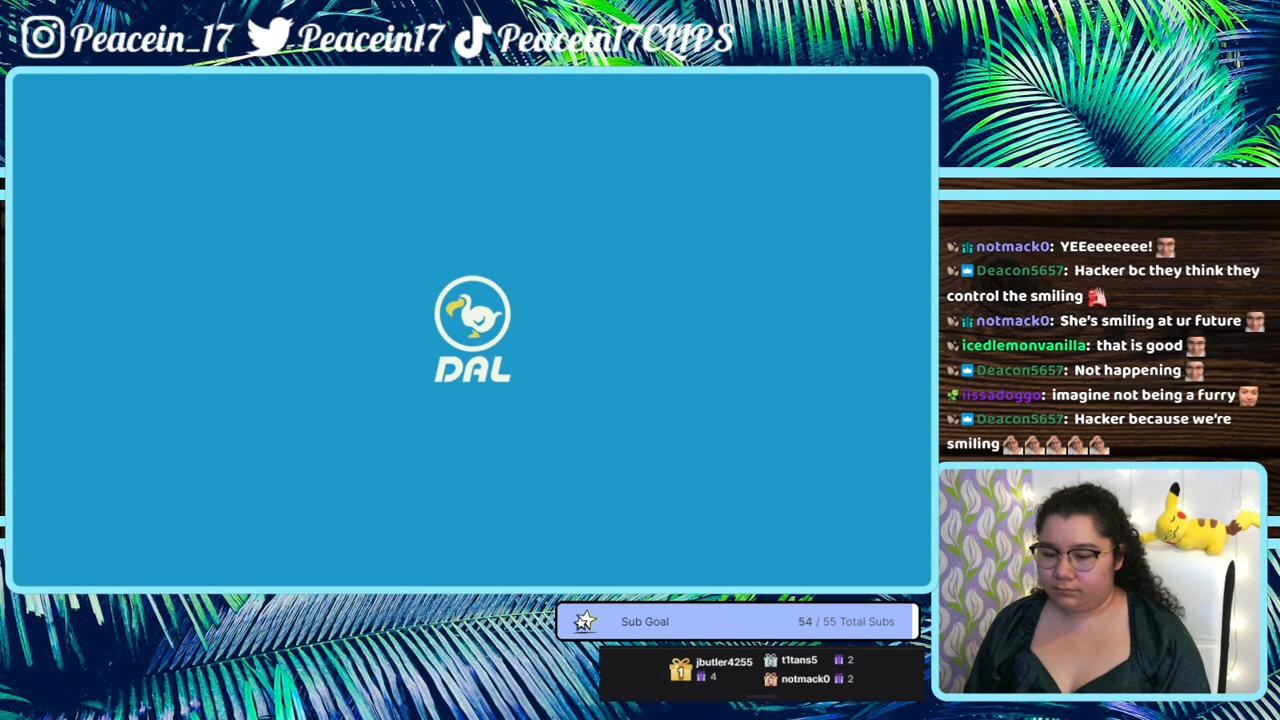 Peacein_17 Peacein17 Peacein17ClIPS
DAL
notmack0: YEEeeeeeee!
Deacon5657: Hacker bc they think they
control the smiling
notmack0: She's smiling at ur future
icedlemonvanilla: that is good
Deacon5657: Not happening
iissadoggo: imagine not being a furry
Deacon5657: Hacker because we're
smiling
Sub Goal 54 / 55 Total Subs
1 jbutler4255 4
t1tans5 2
notmack0 2